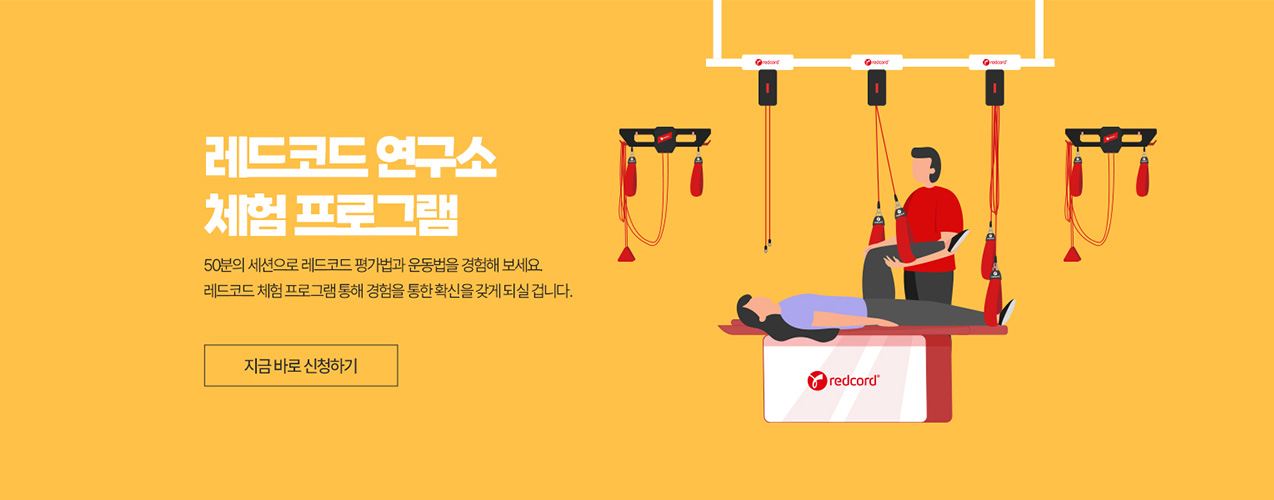 redcord
redcord
redcord
레드코드 연구소
체험 프로그램
50분의 세션으로 레드코드 평가법과 운동법을 경험해 보세요.
레드코드 체험 프로그램 통해 경험을 통한 확신을 갖게 되실 겁니다.
지금 바로 신청하기
redcord®